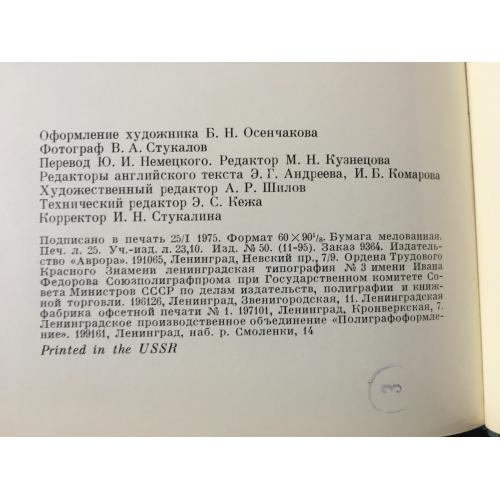 Оформление художника Б. Н. Осенчакова
Фотограф В. А. Стукалов
Перевод Ю. И. Немецкого. Редактор М. Н. Кузнецова
Редакторы английского текста Э. Г. Андреева, И. Б. Комарова
Художественный редактор А. Р. Шилов
Технический редактор Э. С. Кежа
Корректор И. Н. Стукалина
Подписано в печать 25/I 1975. Формат 60×90¹/₈. Бумага мелованная.
Печ. л. 25. Уч.-изд. л. 23,10. Изд. № 50. (11-95). Заказ 9364. Издатель-
ство «Аврора». 191065, Ленинград, Невский пр., 7/9. Ордена Трудового
Красного Знамени ленинградская типография № 3 имени Ивана
Федорова Союзполиграфпрома при Государственном комитете Со-
вета Министров СССР по делам издательств, полиграфии и книж-
ной торговли. 196126, Ленинград, Звенигородская, 11. Ленинградская
фабрика офсетной печати № 1. 197101, Ленинград, Кронверкская, 7.
Ленинградское производственное объединение «Полиграфоформле-
ние». 199161, Ленинград, наб. р. Смоленки, 14
Printed in the USSR
3